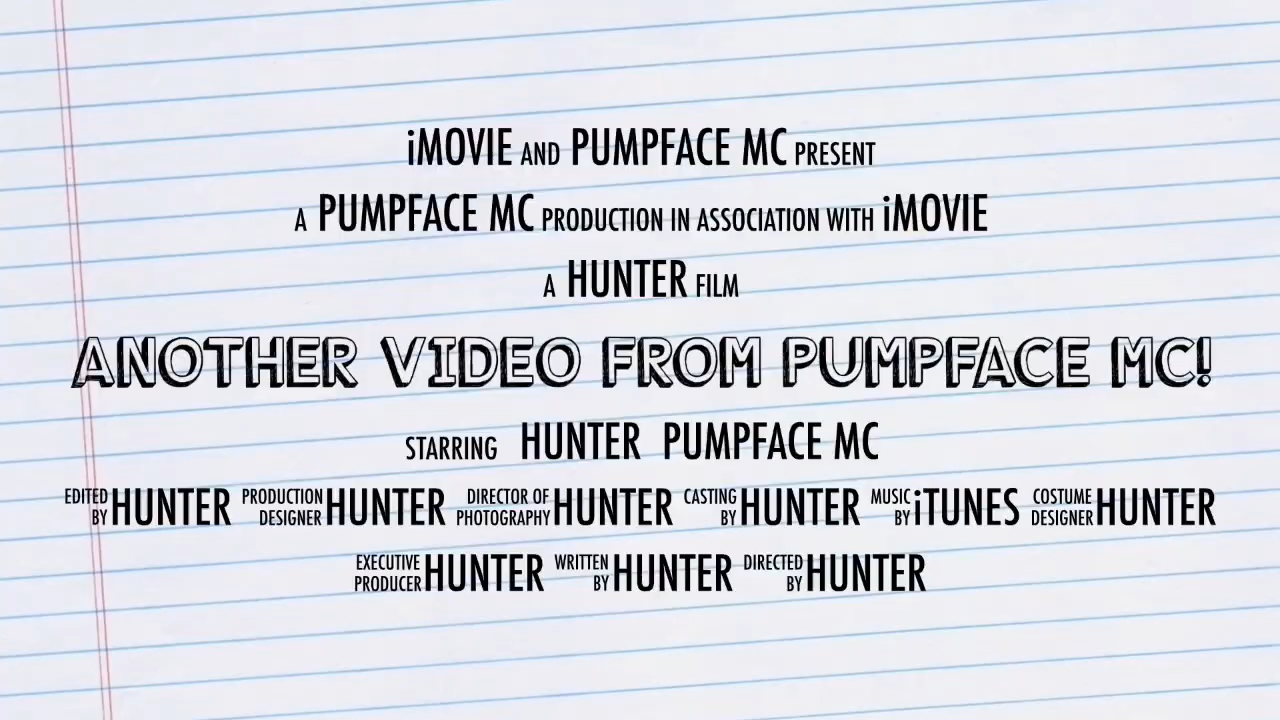 iMOVIE AND PUMPFACE MC PRESENT
A PUMPFACE MC PRODUCTION IN ASSOCIATION WITH iMOVIE
A HUNTER FILM
ANOTHER VIDEO FROM PUMPFACE MC!
STARRING HUNTER PUMPFACE MC
EDITED BY HUNTER PRODUCTION DESIGNER HUNTER DIRECTOR OF PHOTOGRAPHY HUNTER CASTING BY HUNTER MUSIC BY iTUNES COSTUME DESIGNER HUNTER
EXECUTIVE PRODUCER HUNTER WRITTEN BY HUNTER DIRECTED BY HUNTER